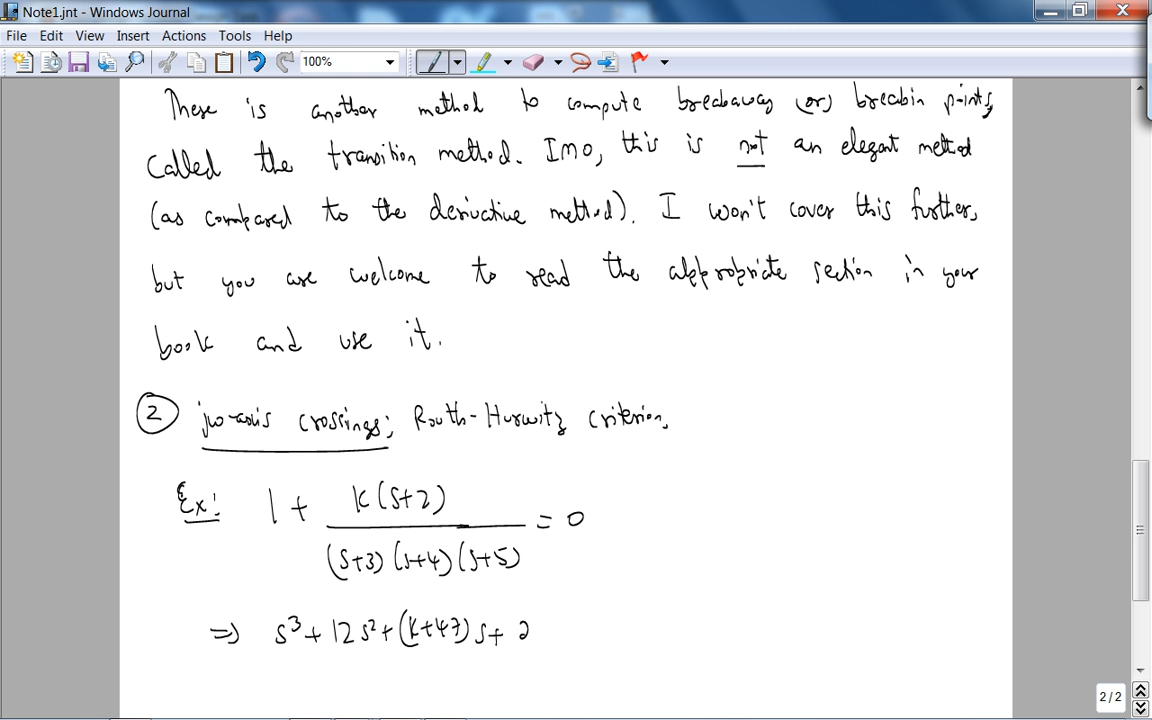 Note1.jnt - Windows Journal
File Edit View Insert Actions Tools Help
100%
There is another method to compute breakaway (or) breakin points,
called the transition method. IMO, this is not an elegant method
(as compared to the derivative method). I won't cover this further,
but you are welcome to read the appropriate section in your
book and use it.
② jω-axis crossings; Routh-Hurwitz criterion.
Ex: 1 + K(s+2) / (s+3)(s+4)(s+5) = 0
⇒ s³ + 12s² + (K+47)s + 2
2 / 2